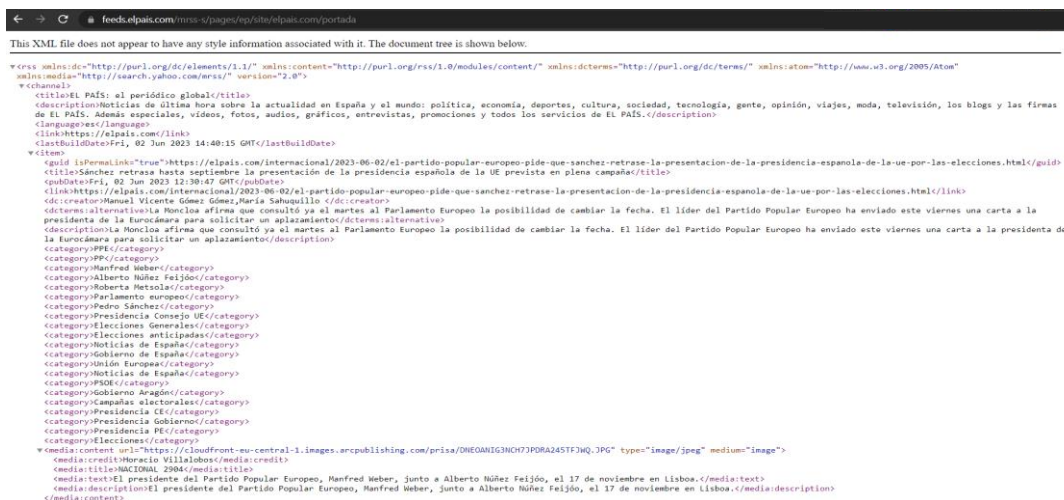 feeds.elpais.com/mrss-s/pages/ep/site/elpais.com/portada
This XML file does not appear to have any style information associated with it. The document tree is shown below.
▼<rss xmlns:dc="http://purl.org/dc/elements/1.1/" xmlns:content="http://purl.org/rss/1.0/modules/content/" xmlns:dcterms="http://purl.org/dc/terms/" xmlns:atom="http://www.w3.org/2005/Atom"
xmlns:media="http://search.yahoo.com/mrss/" version="2.0">
▼<channel>
<title>EL PAÍS: el periódico global</title>
<description>Noticias de última hora sobre la actualidad en España y el mundo: política, economía, deportes, cultura, sociedad, tecnología, gente, opinión, viajes, moda, televisión, los blogs y las firmas
de EL PAÍS. Además especiales, vídeos, fotos, audios, gráficos, entrevistas, promociones y todos los servicios de EL PAÍS.</description>
<language>es</language>
<link>https://elpais.com</link>
<lastBuildDate>Fri, 02 Jun 2023 14:40:15 GMT</lastBuildDate>
▼<item>
<guid isPermaLink="true">https://elpais.com/internacional/2023-06-02/el-partido-popular-europeo-pide-que-sanchez-retrase-la-presentacion-de-la-presidencia-espanola-de-la-ue-por-las-elecciones.html</guid>
<title>Sánchez retrasa hasta septiembre la presentación de la presidencia española de la UE prevista en plena campaña</title>
<pubDate>Fri, 02 Jun 2023 12:30:47 GMT</pubDate>
<link>https://elpais.com/internacional/2023-06-02/el-partido-popular-europeo-pide-que-sanchez-retrase-la-presentacion-de-la-presidencia-espanola-de-la-ue-por-las-elecciones.html</link>
<dc:creator>Manuel Vicente Gómez Gómez,María Sahuquillo </dc:creator>
<dcterms:alternative>La Moncloa afirma que consultó ya el martes al Parlamento Europeo la posibilidad de cambiar la fecha. El líder del Partido Popular Europeo ha enviado este viernes una carta a la
presidenta de la Eurocámara para solicitar un aplazamiento</dcterms:alternative>
<description>La Moncloa afirma que consultó ya el martes al Parlamento Europeo la posibilidad de cambiar la fecha. El líder del Partido Popular Europeo ha enviado este viernes una carta a la presidenta de
la Eurocámara para solicitar un aplazamiento</description>
<category>PPE</category>
<category>PP</category>
<category>Manfred Weber</category>
<category>Alberto Núñez Feijóo</category>
<category>Roberta Metsola</category>
<category>Parlamento europeo</category>
<category>Pedro Sánchez</category>
<category>Presidencia Consejo UE</category>
<category>Elecciones Generales</category>
<category>Elecciones anticipadas</category>
<category>Noticias de España</category>
<category>Gobierno de España</category>
<category>Unión Europea</category>
<category>Noticias de España</category>
<category>PSOE</category>
<category>Gobierno Aragón</category>
<category>Campañas electorales</category>
<category>Presidencia CE</category>
<category>Presidencia Gobierno</category>
<category>Presidencia PE</category>
<category>Elecciones</category>
▼<media:content url="https://cloudfront-eu-central-1.images.arcpublishing.com/prisa/DNEOANIG3NCH7JPDRA245TFJWQ.JPG" type="image/jpeg" medium="image">
<media:credit>Horacio Villalobos</media:credit>
<media:title>NACIONAL 2904</media:title>
<media:text>El presidente del Partido Popular Europeo, Manfred Weber, junto a Alberto Núñez Feijóo, el 17 de noviembre en Lisboa.</media:text>
<media:description>El presidente del Partido Popular Europeo, Manfred Weber, junto a Alberto Núñez Feijóo, el 17 de noviembre en Lisboa.</media:description>
</media:content>